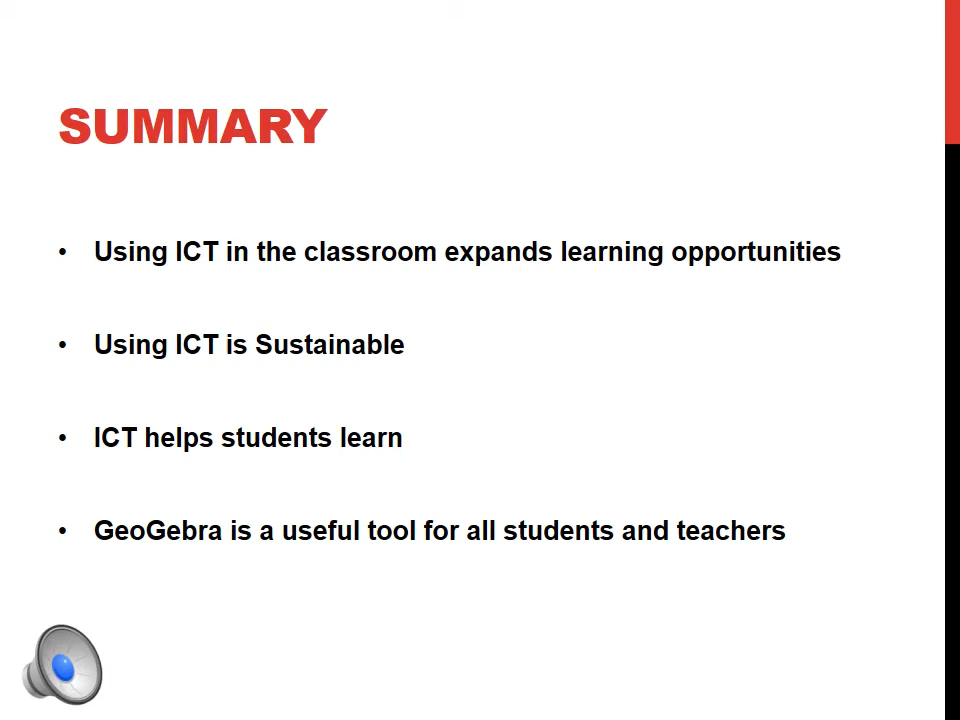 SUMMARY
• Using ICT in the classroom expands learning opportunities
• Using ICT is Sustainable
• ICT helps students learn
• GeoGebra is a useful tool for all students and teachers